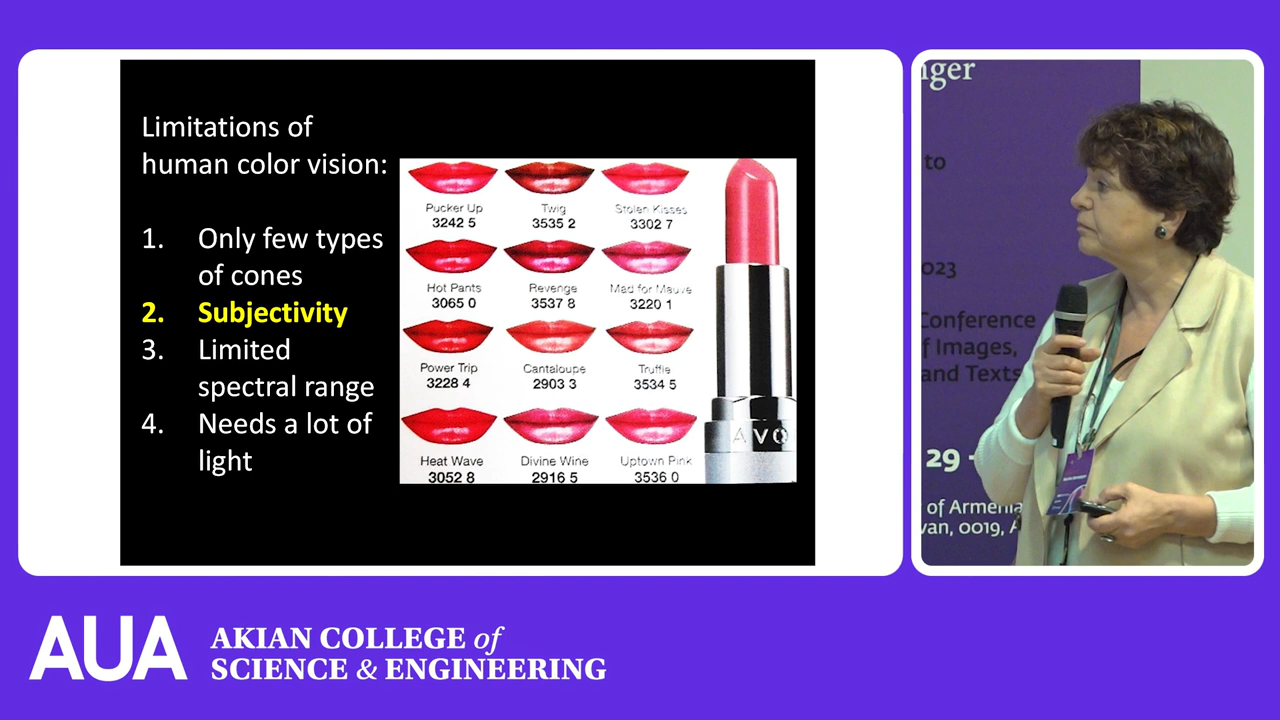 Limitations of
human color vision:
1. Only few types
of cones
2. Subjectivity
3. Limited
spectral range
4. Needs a lot of
light
Pucker Up
3242 5
Twig
3535 2
Stolen Kisses
3302 7
Hot Pants
3065 0
Revenge
3537 8
Mad for Mauve
3220 1
Power Trip
3228 4
Cantaloupe
2903 3
Truffle
3534 5
Heat Wave
3052 8
Divine Wine
2916 5
Uptown Pink
3536 0
AVO
to
Conference
f Images,
and Texts
29 -
of Armenia
van, 0019, A
AUA
AKIAN COLLEGE of
SCIENCE & ENGINEERING